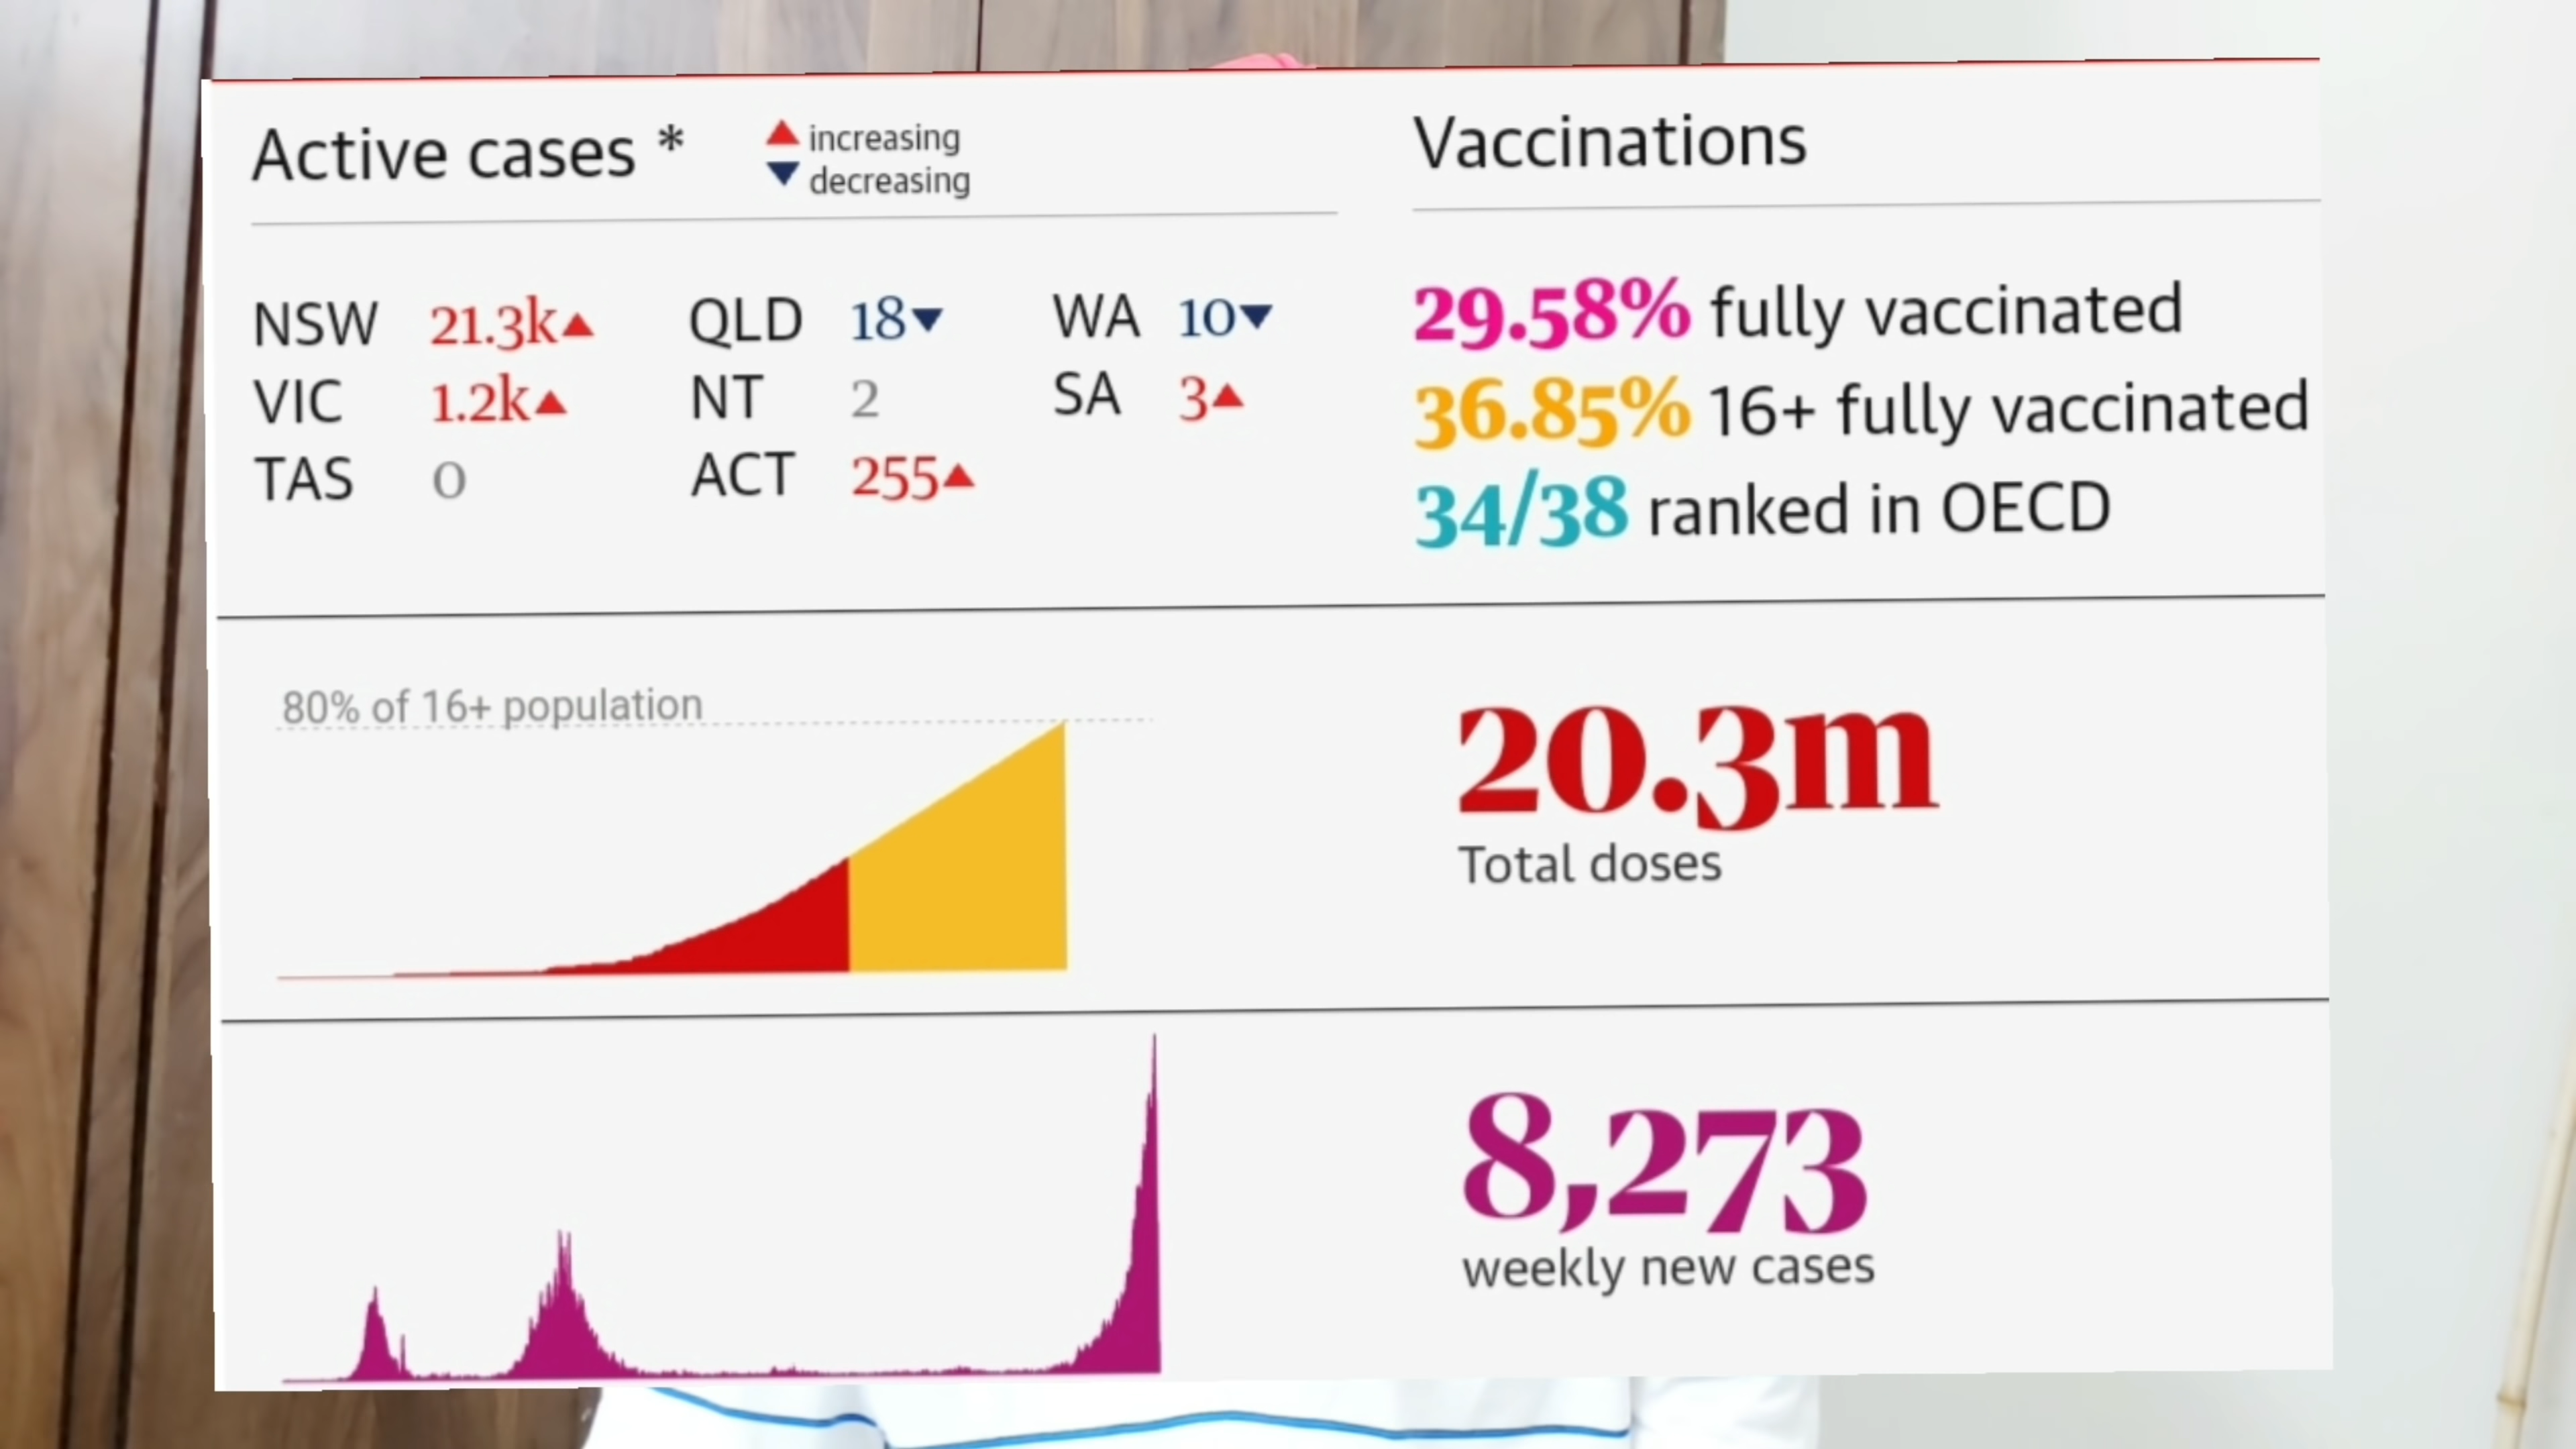 Active cases *
increasing
decreasing
NSW 21.3k QLD 18 WA 10
VIC 1.2k NT 2 SA 3
TAS 0 ACT 255
Vaccinations
29.58% fully vaccinated
36.85% 16+ fully vaccinated
34/38 ranked in OECD
80% of 16+ population
20.3m
Total doses
8,273
weekly new cases